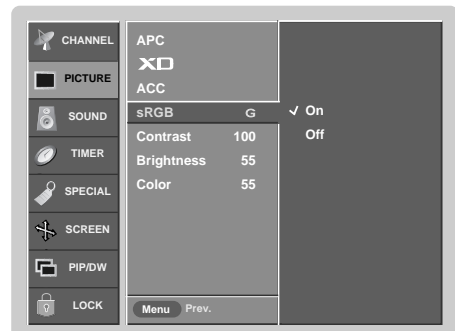 CHANNEL
PICTURE
SOUND
TIMER
SPECIAL
SCREEN
PIP/DW
LOCK
APC
XD
ACC
sRGB G
Contrast 100
Brightness 55
Color 55
Menu Prev.
✓ On
Off